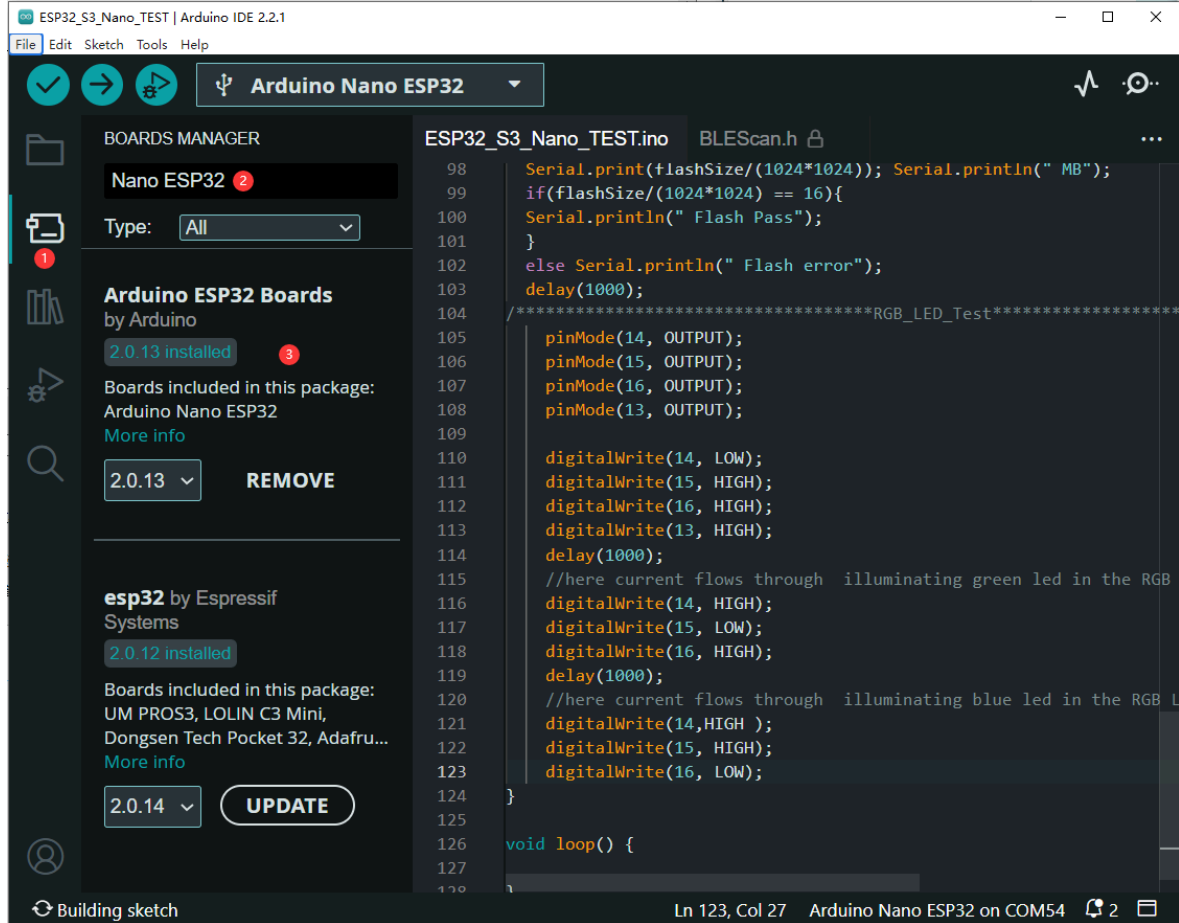 ESP32_S3_Nano_TEST | Arduino IDE 2.2.1
File Edit Sketch Tools Help
Arduino Nano ESP32
BOARDS MANAGER
Nano ESP32 2
Type: All
1
Arduino ESP32 Boards
by Arduino
2.0.13 installed 3
Boards included in this package:
Arduino Nano ESP32
More info
2.0.13 REMOVE
esp32 by Espressif
Systems
2.0.12 installed
Boards included in this package:
UM PROS3, LOLIN C3 Mini,
Dongsen Tech Pocket 32, Adafru...
More info
2.0.14 UPDATE
ESP32_S3_Nano_TEST.ino BLEScan.h ...
98 Serial.print(flashSize/(1024*1024)); Serial.println(" MB");
99 if(flashSize/(1024*1024) == 16){
100 Serial.println(" Flash Pass");
101 }
102 else Serial.println(" Flash error");
103 delay(1000);
104 /************************************RGB_LED_Test*******************
105 pinMode(14, OUTPUT);
106 pinMode(15, OUTPUT);
107 pinMode(16, OUTPUT);
108 pinMode(13, OUTPUT);
109
110 digitalWrite(14, LOW);
111 digitalWrite(15, HIGH);
112 digitalWrite(16, HIGH);
113 digitalWrite(13, HIGH);
114 delay(1000);
115 //here current flows through  illuminating green led in the RGB
116 digitalWrite(14, HIGH);
117 digitalWrite(15, LOW);
118 digitalWrite(16, HIGH);
119 delay(1000);
120 //here current flows through  illuminating blue led in the RGB L
121 digitalWrite(14,HIGH );
122 digitalWrite(15, HIGH);
123 digitalWrite(16, LOW);
124 }
125
126 void loop() {
127
128 }
Building sketch
Ln 123, Col 27 Arduino Nano ESP32 on COM54 2